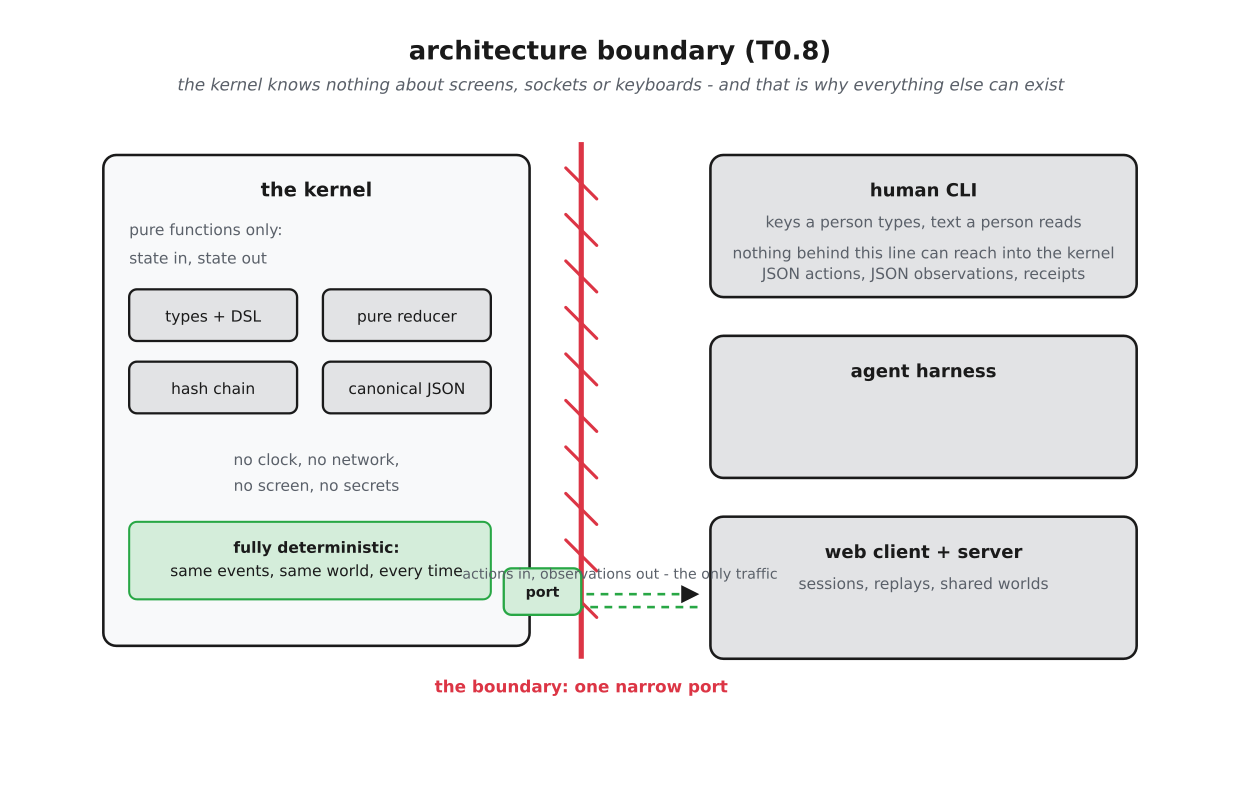 architecture boundary (T0.8)
the kernel knows nothing about screens, sockets or keyboards - and that is why everything else can exist
the kernel
pure functions only:
state in, state out
types + DSL
pure reducer
hash chain
canonical JSON
no clock, no network,
no screen, no secrets
fully deterministic:
same events, same world, every time
actions in, observations out - the only traffic
port
the boundary: one narrow port
human CLI
keys a person types, text a person reads
nothing behind this line can reach into the kernel
JSON actions, JSON observations, receipts
agent harness
web client + server
sessions, replays, shared worlds